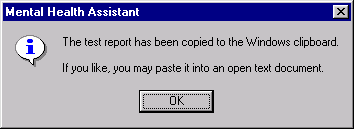 Mental Health Assistant
The test report has been copied to the Windows clipboard.
If you like, you may paste it into an open text document.
OK